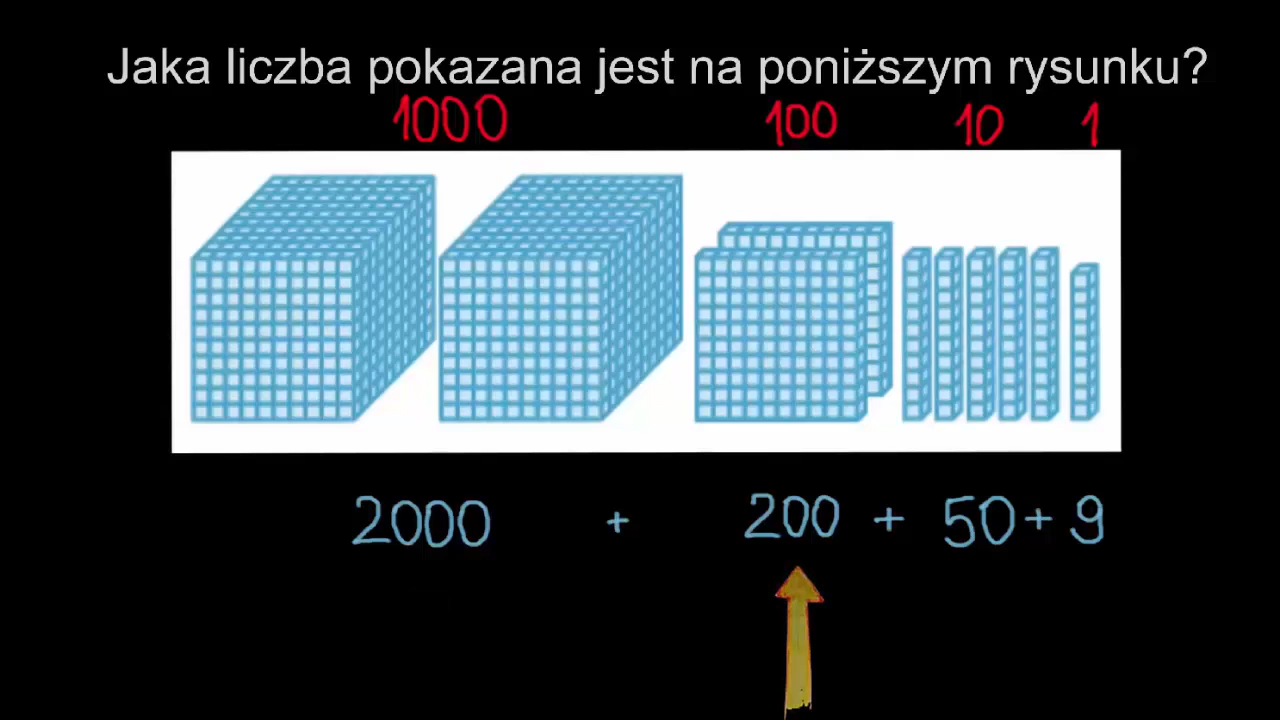 Jaka liczba pokazana jest na poniższym rysunku?
1000 100 10 1
2000 + 200 + 50 + 9